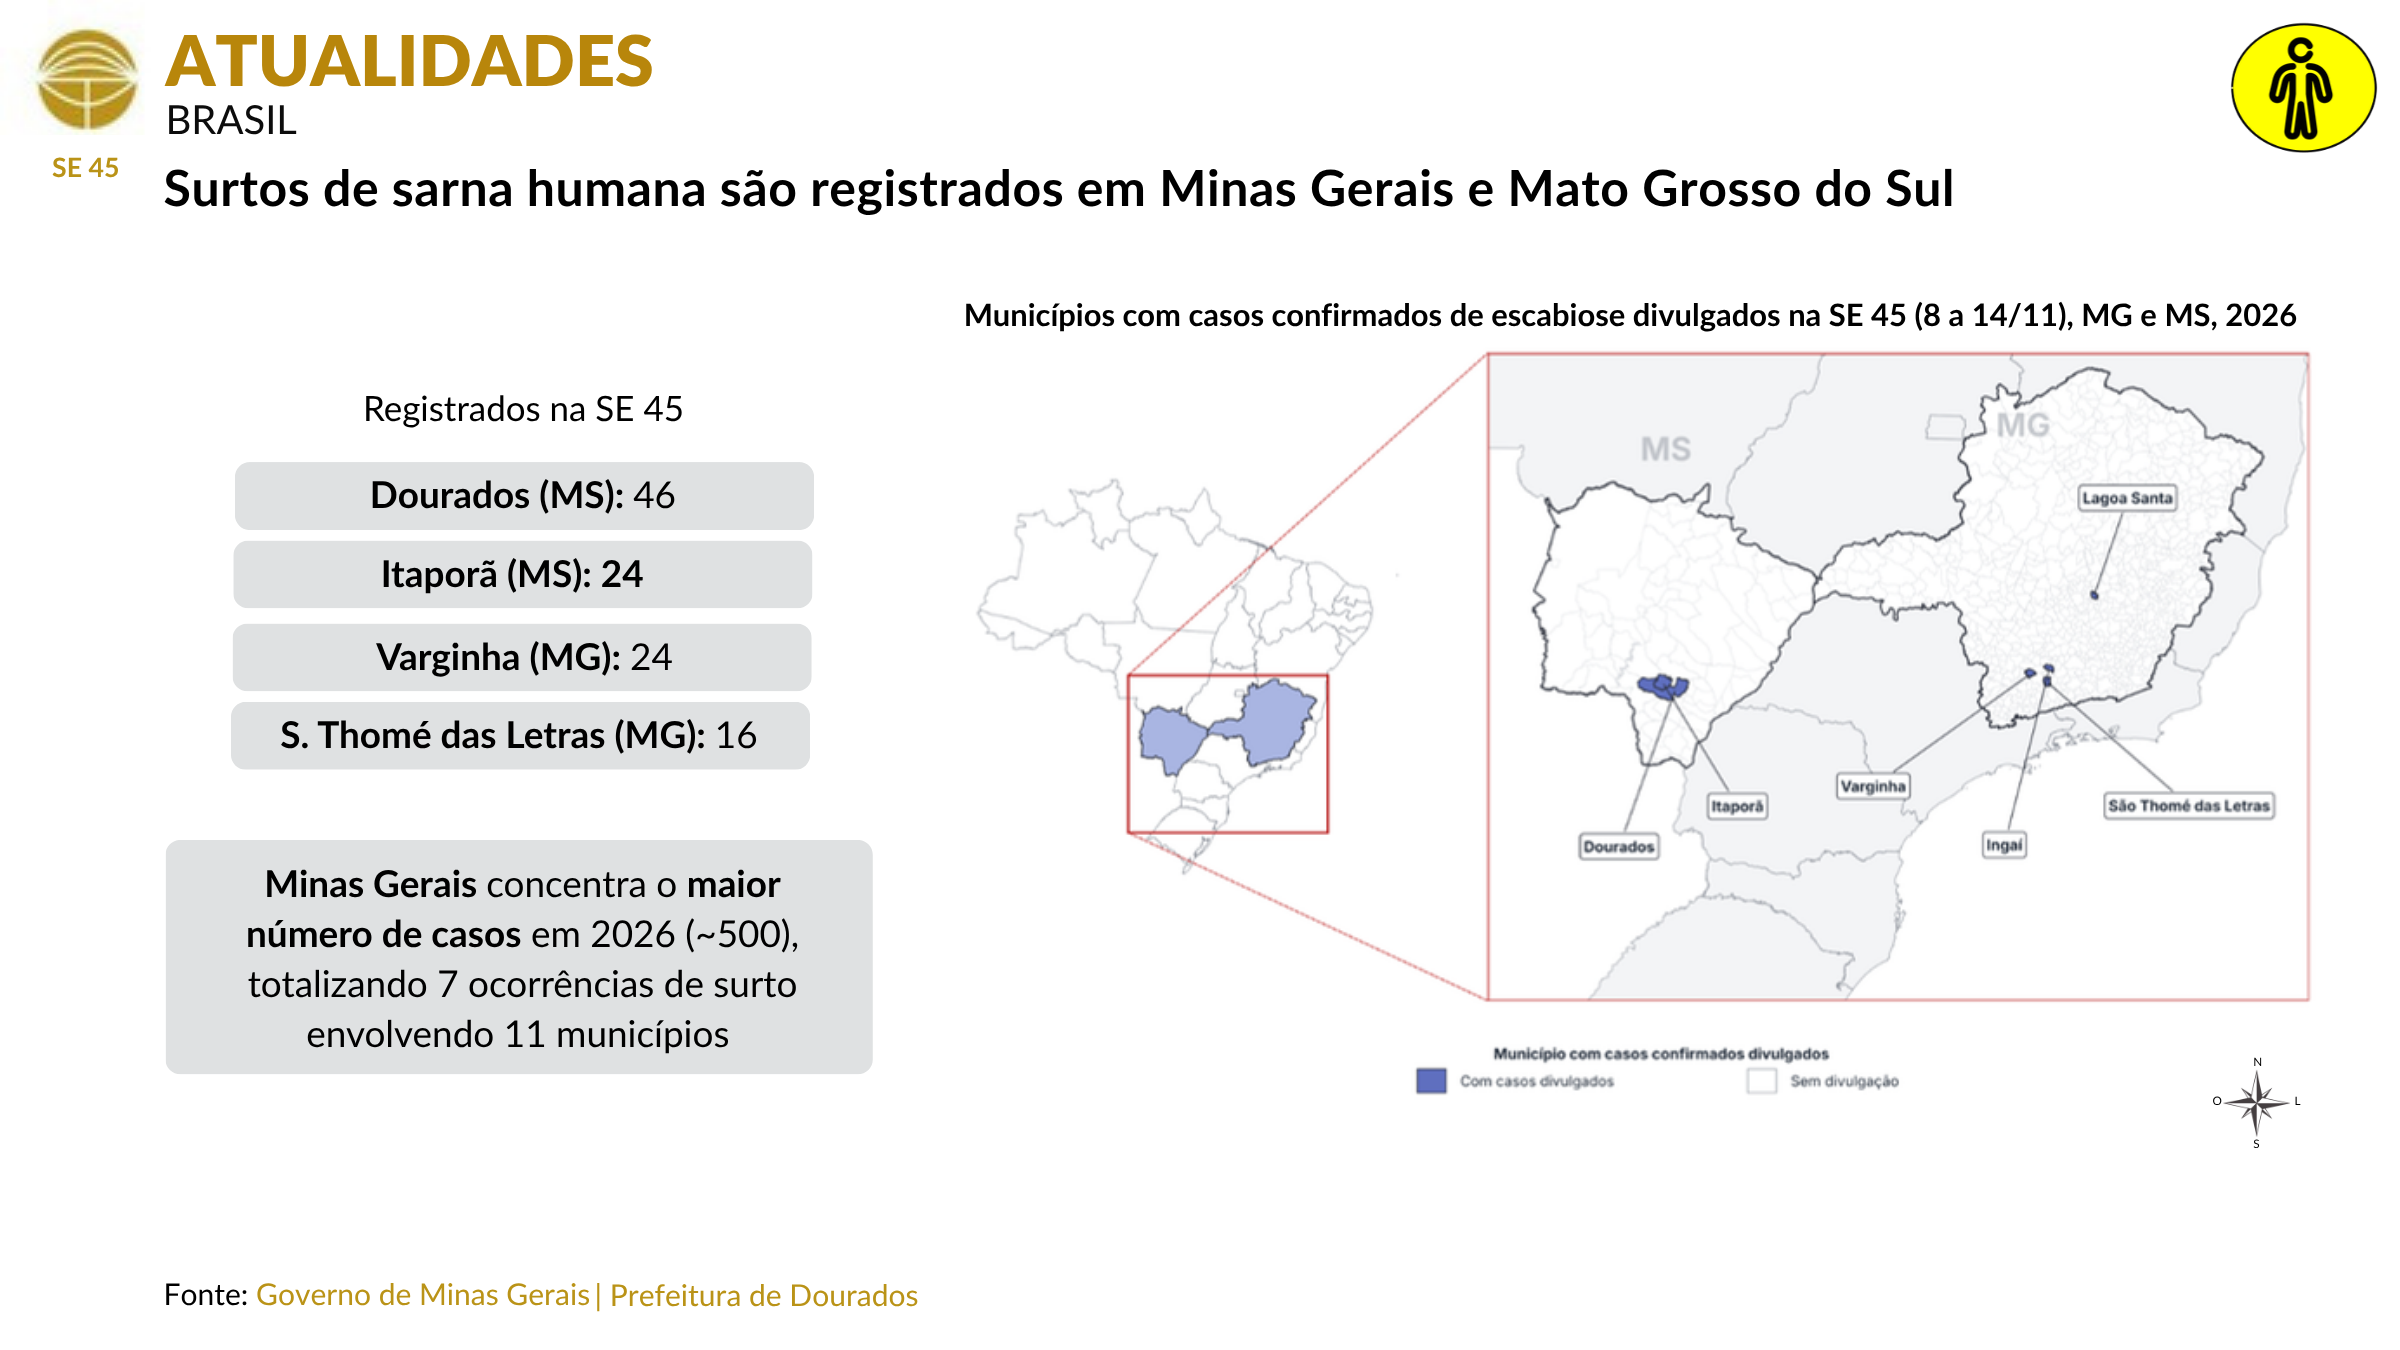 ATUALIDADES
BRASIL
SE 45
Surtos de sarna humana são registrados em Minas Gerais e Mato Grosso do Sul
Municípios com casos confirmados de escabiose divulgados na SE 45 (8 a 14/11), MG e MS, 2026
Registrados na SE 45
Dourados (MS): 46
Itaporã (MS): 24
Varginha (MG): 24
S. Thomé das Letras (MG): 16
Minas Gerais concentra o maior
número de casos em 2026 (~500),
totalizando 7 ocorrências de surto
envolvendo 11 municípios
MS
MG
Lagoa Santa
Varginha
Itaporã
São Thomé das Letras
Dourados
Ingaí
Município com casos confirmados divulgados
Com casos divulgados
Sem divulgação
N
O
L
S
Fonte: Governo de Minas Gerais | Prefeitura de Dourados